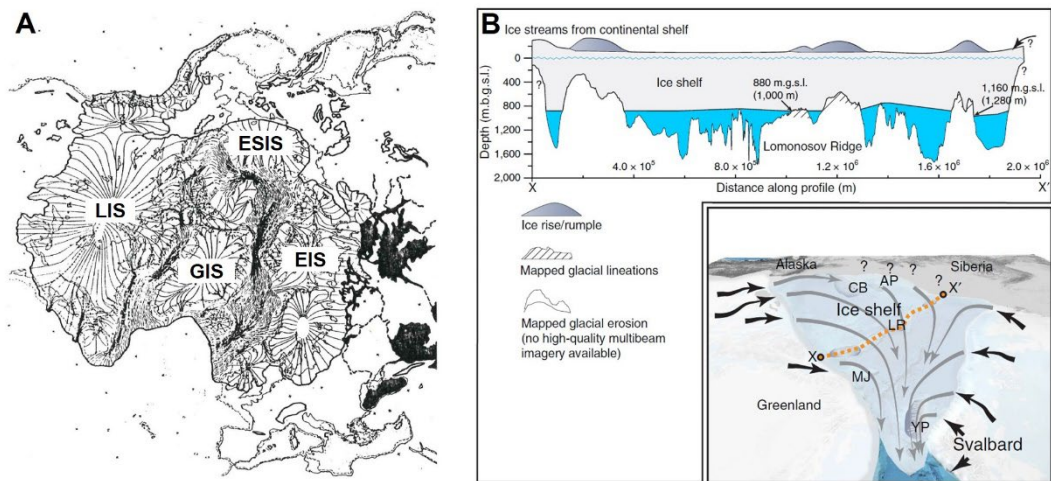 A
LIS
ESIS
GIS
EIS
B
Ice streams from continental shelf
?
0
400
800
1,200
1,600
2,000
Depth (m.b.g.s.l.)
?
Ice shelf
880 m.g.s.l.
(1,000 m)
1,160 m.g.s.l.
(1,280 m)
?
Lomonosov Ridge
4.0 × 10⁵
8.0 × 10⁵
1.2 × 10⁶
1.6 × 10⁶
2.0 × 10⁶
X
Distance along profile (m)
X'
Ice rise/rumple
Mapped glacial lineations
Mapped glacial erosion
(no high-quality multibeam
imagery available)
Alaska
? ? ? ?
Siberia
CB
AP
?
X'
Ice shelf
LR
X
MJ
Greenland
YP
Svalbard